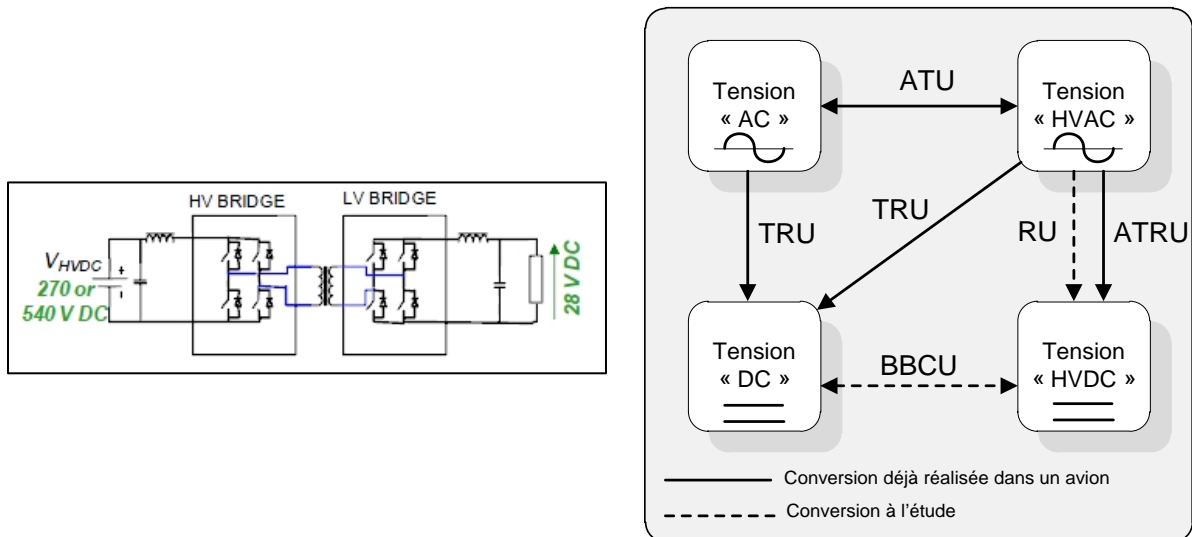 HV BRIDGE
LV BRIDGE
VHVDC
270 or
540 V DC
28 V DC
Tension
« AC »
ATU
Tension
« HVAC »
TRU
TRU
RU
ATRU
Tension
« DC »
BBCU
Tension
« HVDC »
Conversion déjà réalisée dans un avion
Conversion à l'étude